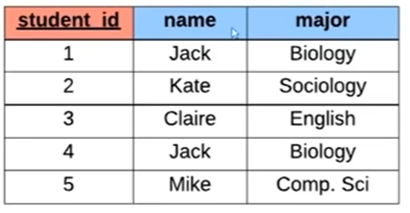 student_id name major
1 Jack Biology
2 Kate Sociology
3 Claire English
4 Jack Biology
5 Mike Comp. Sci